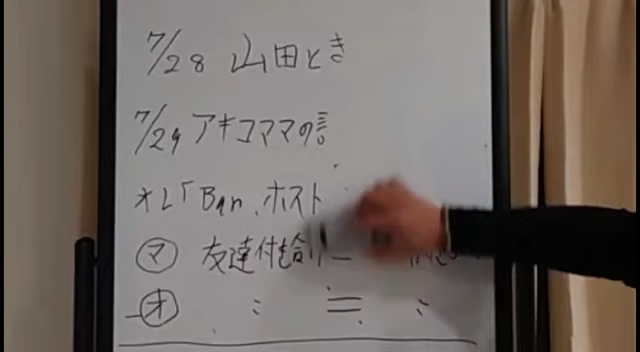 7/28 山田とき
7/29 アキコママの言
オレ「Ban、ホスト
㋮ 友達付き合
㋔ 〃 = 〃